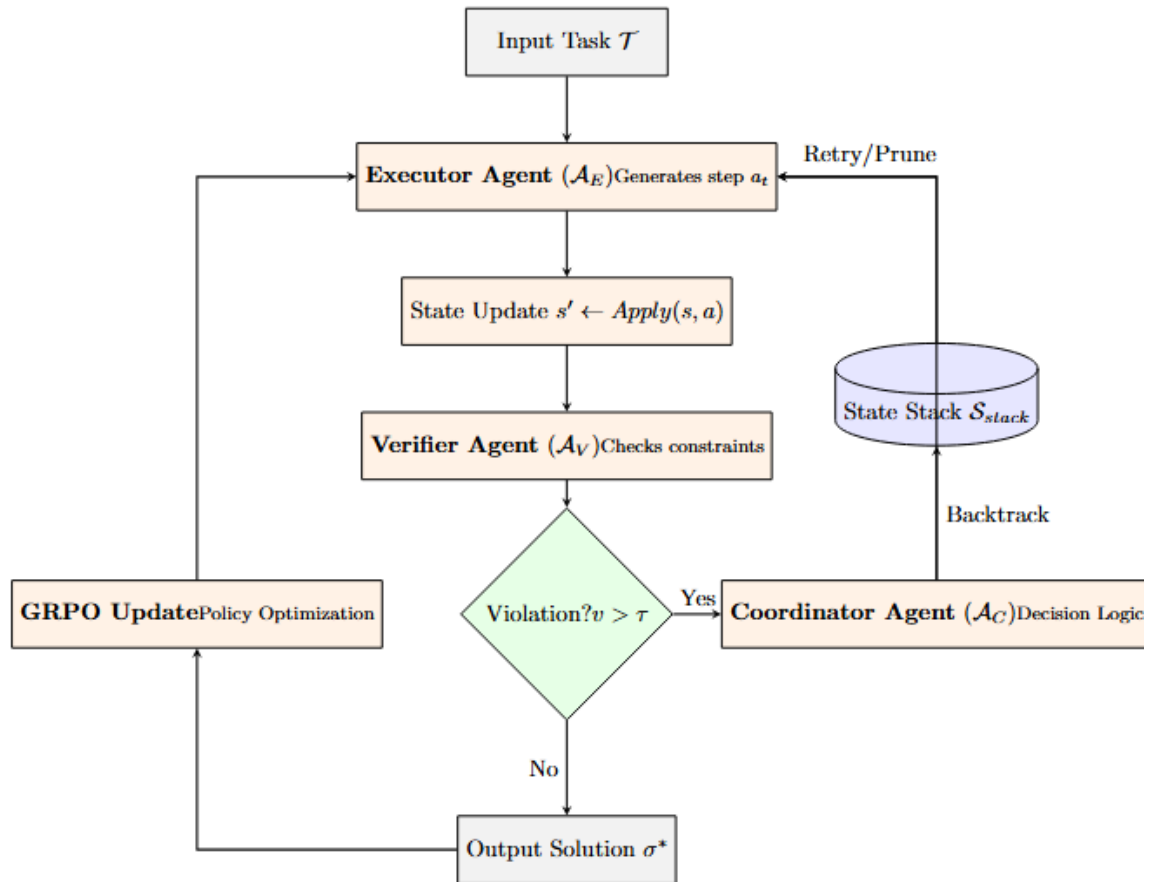 Input Task 𝒯
Retry/Prune
Executor Agent (𝒜_E)Generates step a_t
State Update s′ ← Apply(s, a)
State Stack 𝒮_stack
Verifier Agent (𝒜_V)Checks constraints
Backtrack
GRPO UpdatePolicy Optimization
Violation?v > τ
Yes
Coordinator Agent (𝒜_C)Decision Logic
No
Output Solution σ*